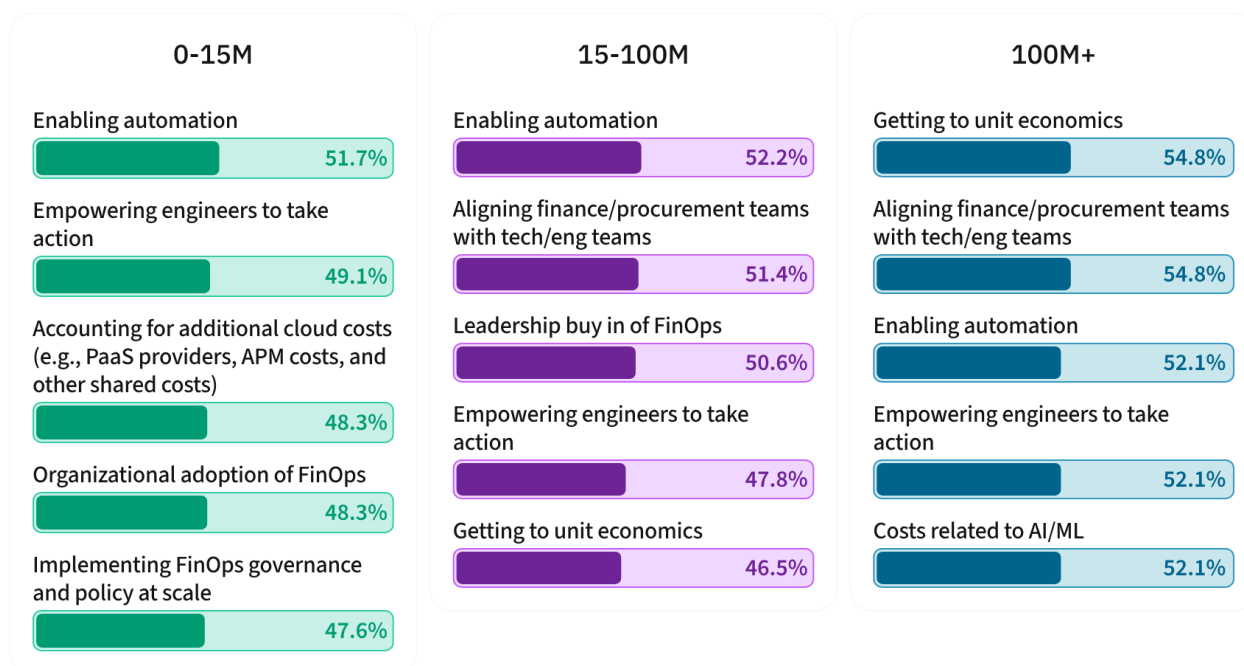 0-15M
Enabling automation
51.7%
Empowering engineers to take
action
49.1%
Accounting for additional cloud costs
(e.g., PaaS providers, APM costs, and
other shared costs)
48.3%
Organizational adoption of FinOps
48.3%
Implementing FinOps governance
and policy at scale
47.6%
15-100M
Enabling automation
52.2%
Aligning finance/procurement teams
with tech/eng teams
51.4%
Leadership buy in of FinOps
50.6%
Empowering engineers to take
action
47.8%
Getting to unit economics
46.5%
100M+
Getting to unit economics
54.8%
Aligning finance/procurement teams
with tech/eng teams
54.8%
Enabling automation
52.1%
Empowering engineers to take
action
52.1%
Costs related to AI/ML
52.1%